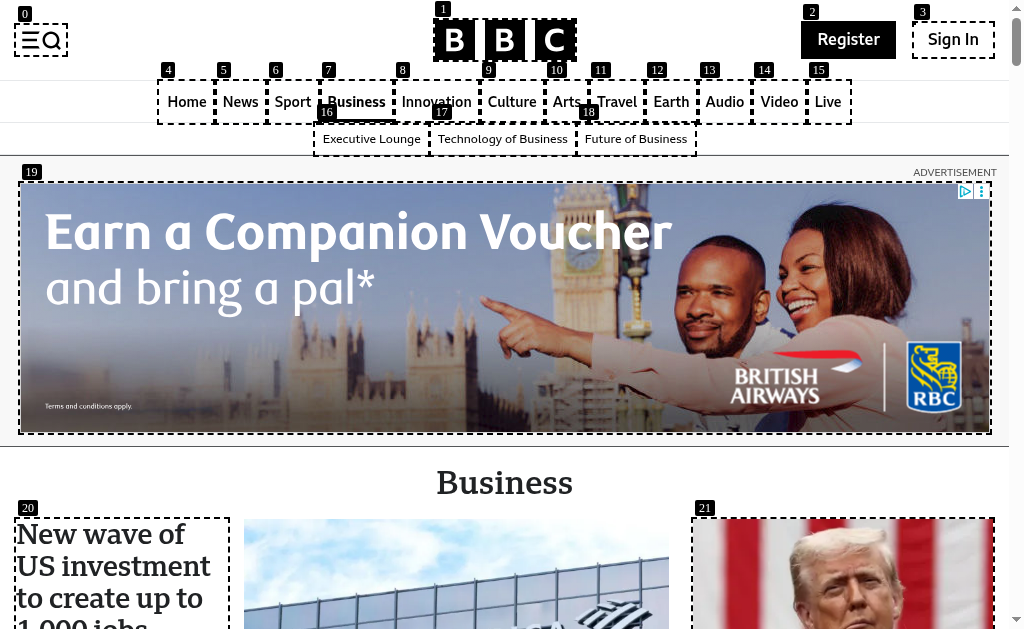 0
1
2
3
BBC
Register
Sign In
4
5
6
7
8
9
10
11
12
13
14
15
Home
News
Sport
Business
Innovation
Culture
Arts
Travel
Earth
Audio
Video
Live
16
17
18
Executive Lounge
Technology of Business
Future of Business
19
ADVERTISEMENT
Earn a Companion Voucher
and bring a pal*
BRITISH
AIRWAYS
RBC
Terms and conditions apply.
Business
20
21
New wave of
US investment
to create up to
1,000 jobs